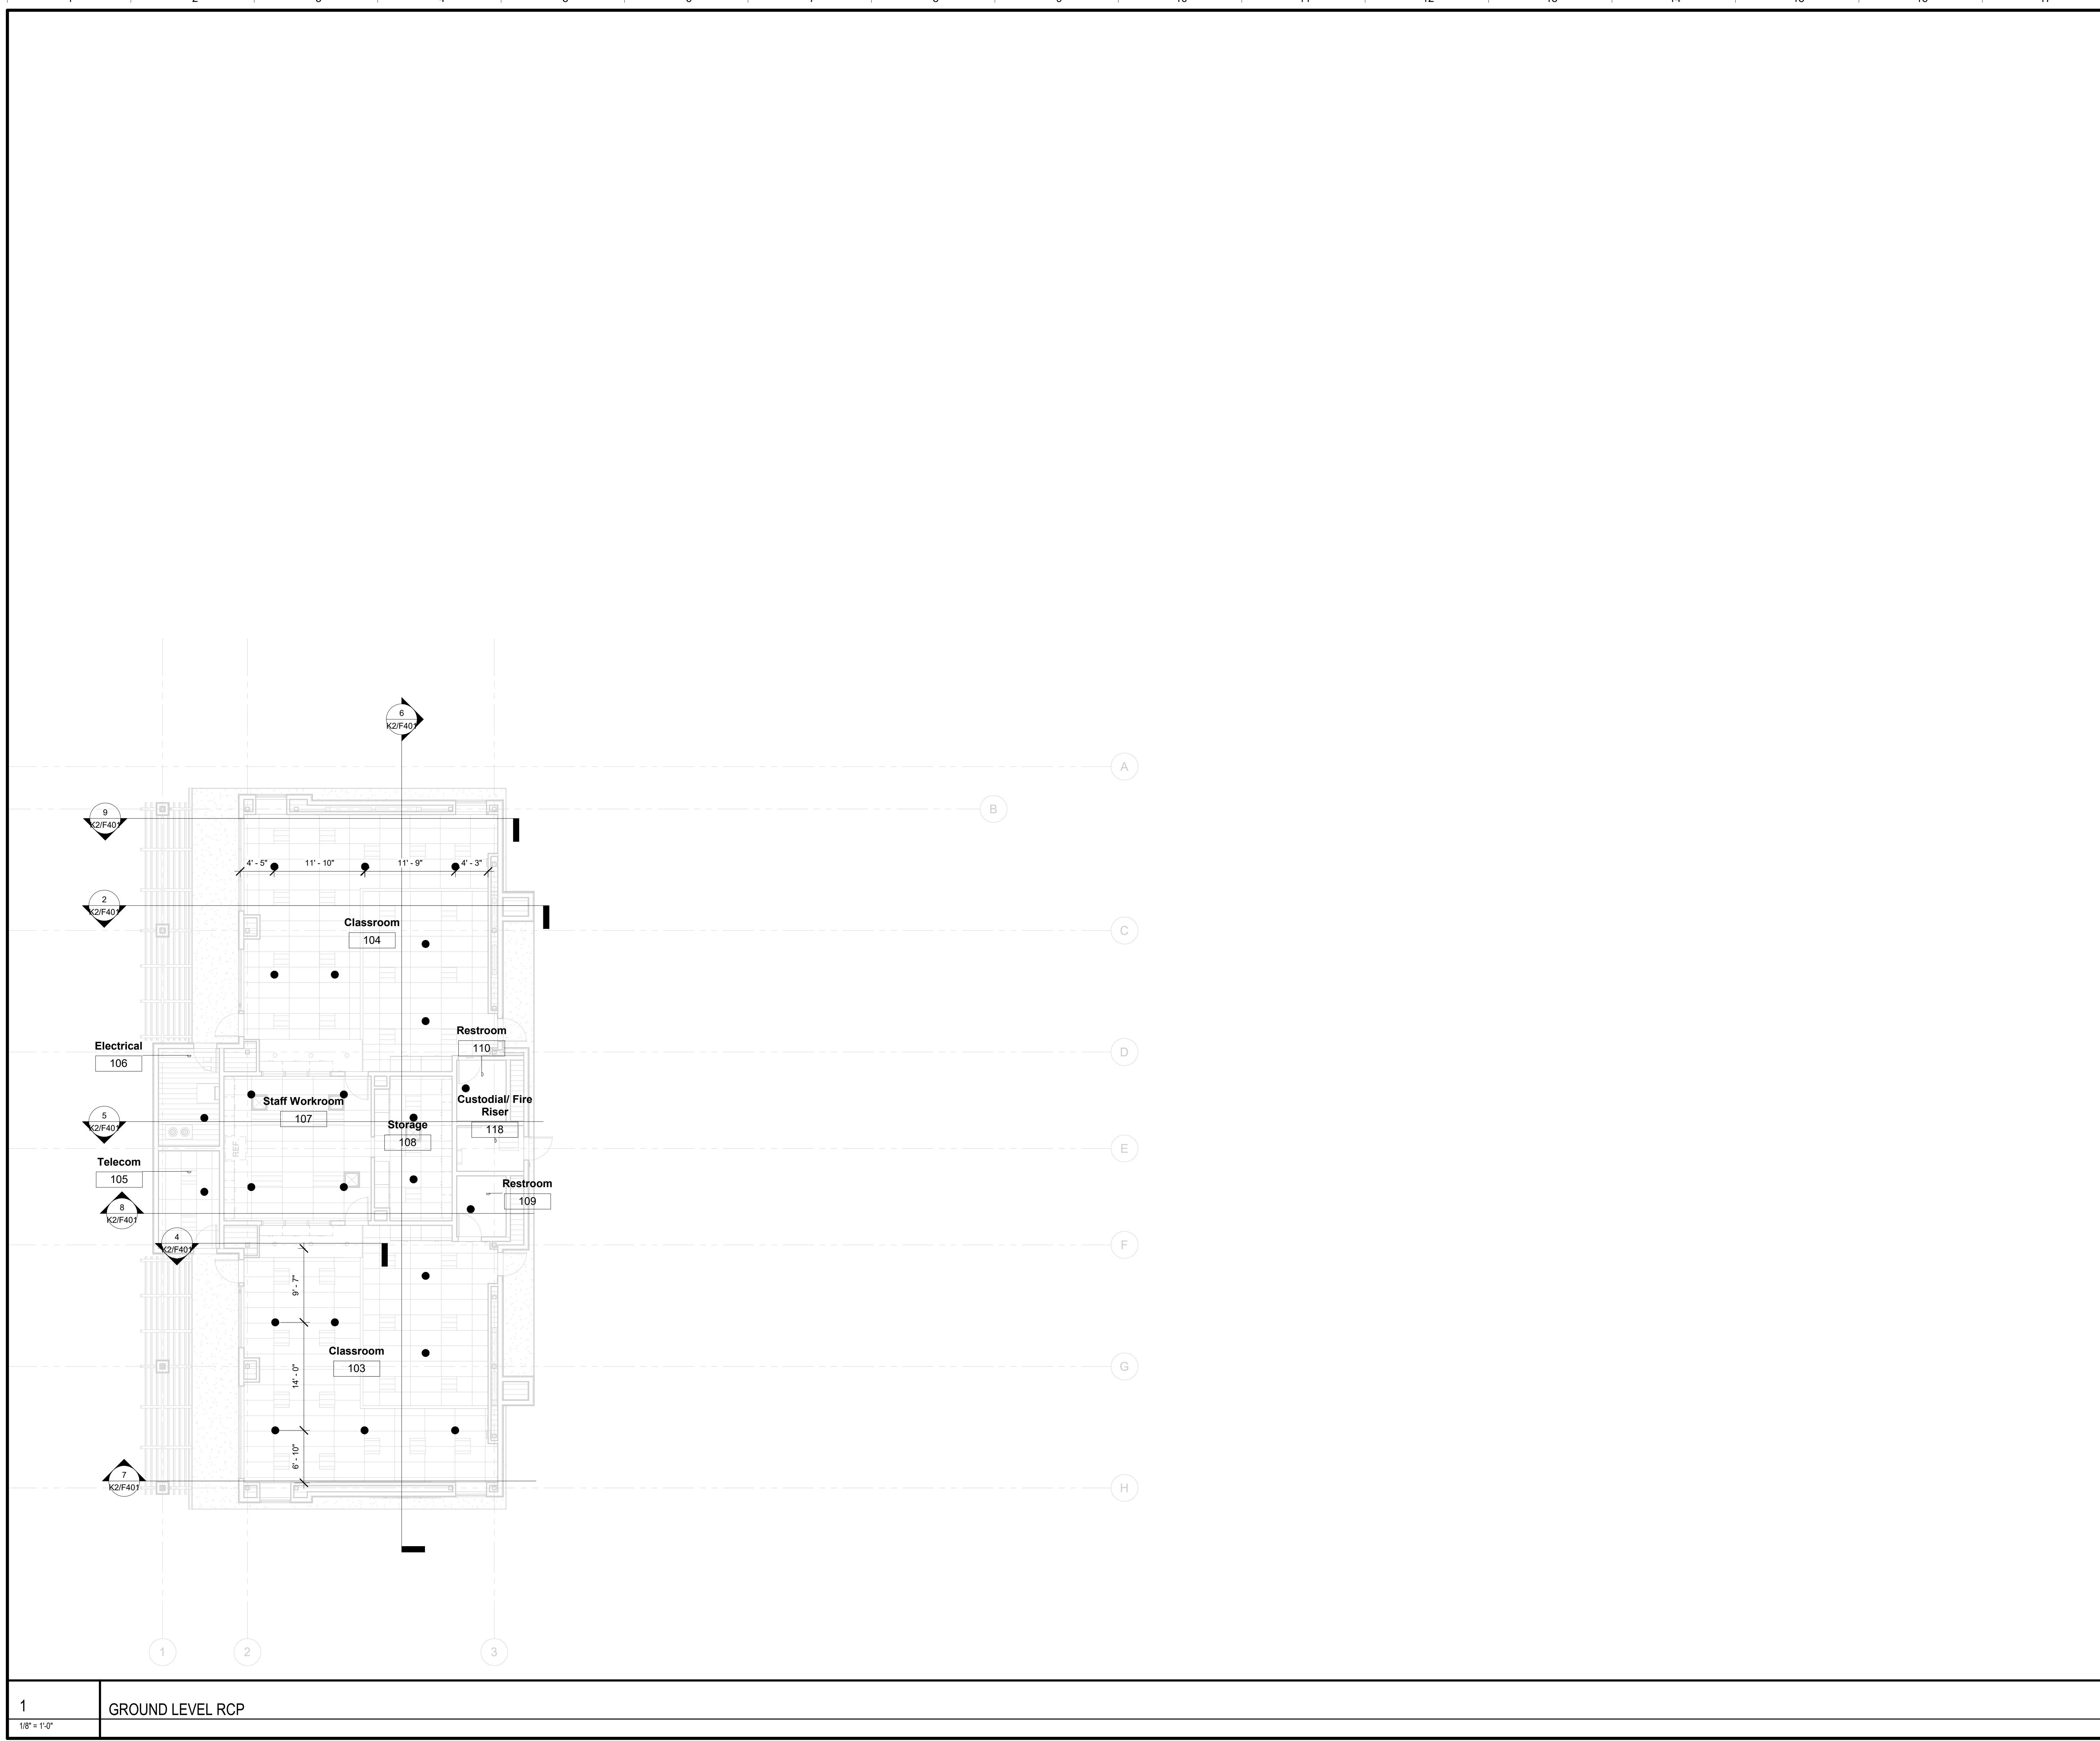 6
K2/F401
A
B
9
K2/F401
4' - 5"
11' - 10"
11' - 9"
4' - 3"
2
K2/F401
Classroom
104
C
Restroom
110
Electrical
106
D
Staff Workroom
107
Custodial/ Fire
Riser
118
5
K2/F401
Storage
108
REF
E
Telecom
105
Restroom
109
8
K2/F401
4
K2/F401
F
9' - 7"
14' - 0"
Classroom
103
G
6' - 10"
7
K2/F401
H
1
2
3
1
GROUND LEVEL RCP
1/8" = 1'-0"